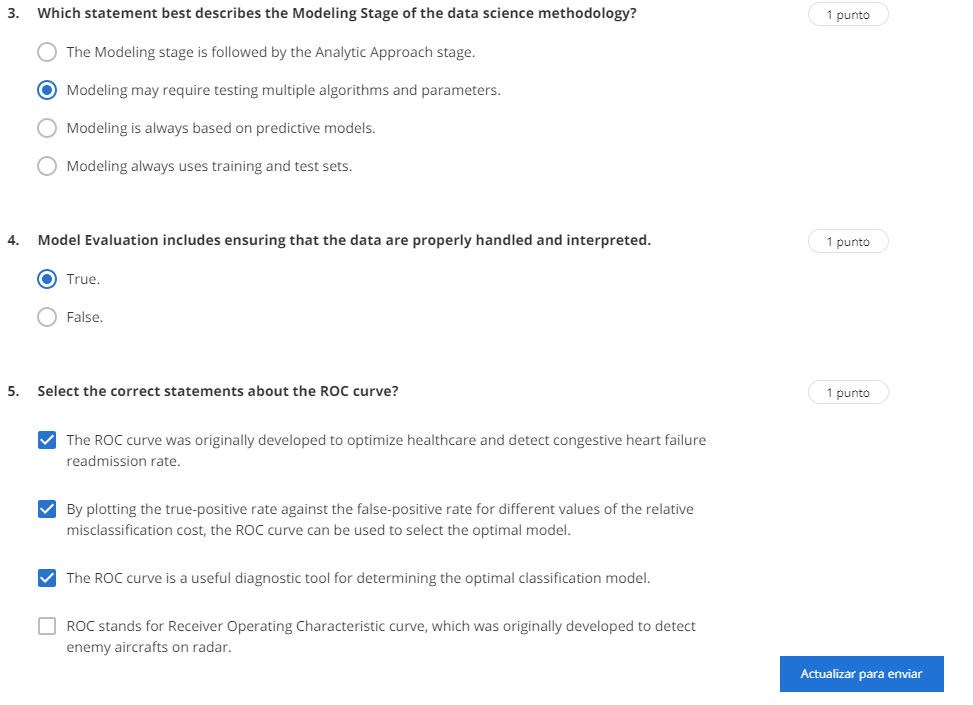 3. Which statement best describes the Modeling Stage of the data science methodology? 1 punto
The Modeling stage is followed by the Analytic Approach stage.
Modeling may require testing multiple algorithms and parameters.
Modeling is always based on predictive models.
Modeling always uses training and test sets.
4. Model Evaluation includes ensuring that the data are properly handled and interpreted. 1 punto
True.
False.
5. Select the correct statements about the ROC curve? 1 punto
The ROC curve was originally developed to optimize healthcare and detect congestive heart failure
readmission rate.
By plotting the true-positive rate against the false-positive rate for different values of the relative
misclassification cost, the ROC curve can be used to select the optimal model.
The ROC curve is a useful diagnostic tool for determining the optimal classification model.
ROC stands for Receiver Operating Characteristic curve, which was originally developed to detect
enemy aircrafts on radar.
Actualizar para enviar